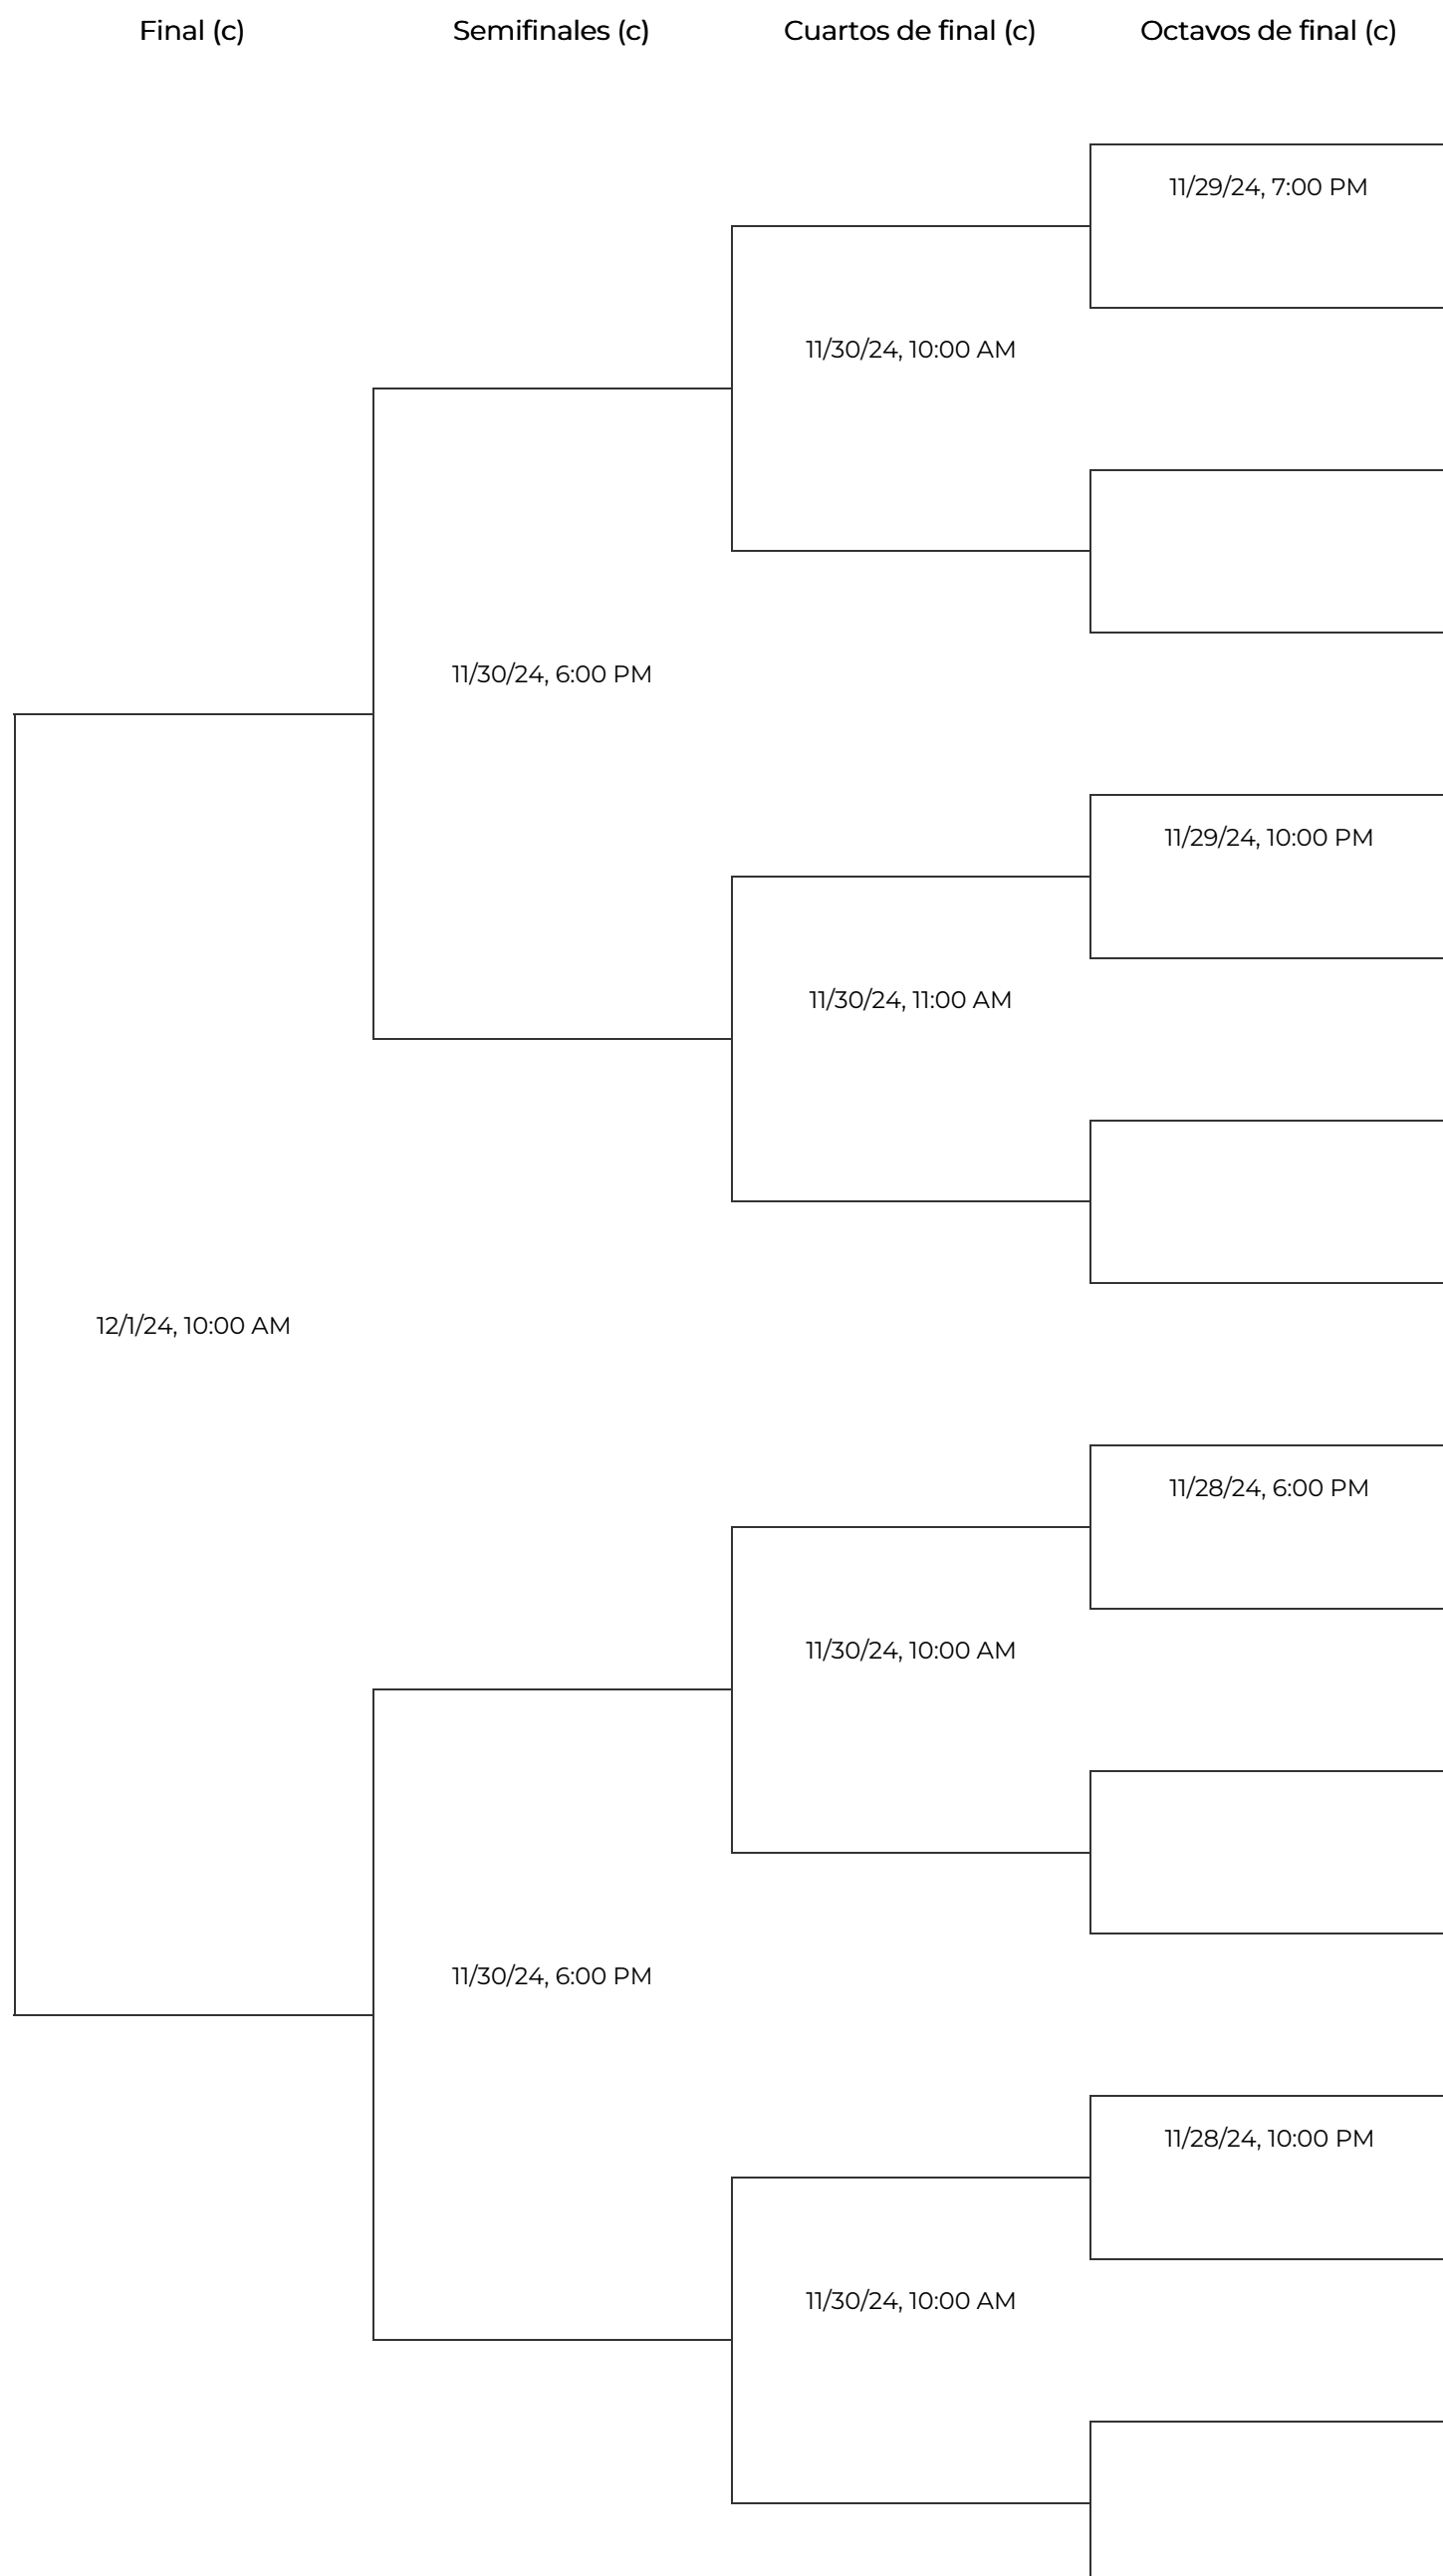 Final (c)
Semifinales (c)
Cuartos de final (c)
Octavos de final (c)
11/29/24, 7:00 PM
11/30/24, 10:00 AM
11/30/24, 6:00 PM
11/29/24, 10:00 PM
11/30/24, 11:00 AM
12/1/24, 10:00 AM
11/28/24, 6:00 PM
11/30/24, 10:00 AM
11/30/24, 6:00 PM
11/28/24, 10:00 PM
11/30/24, 10:00 AM